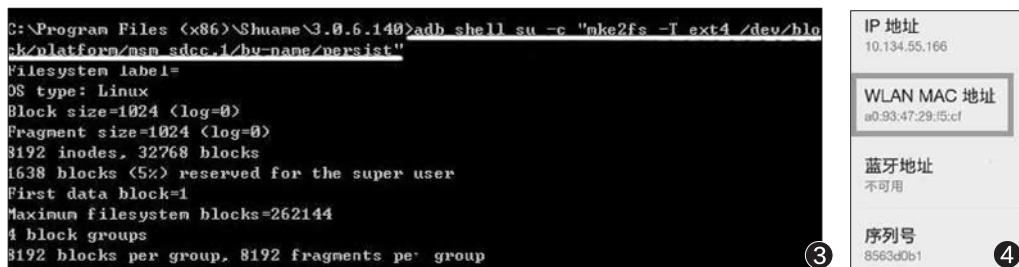 C:\Program Files (x86)\Shuame\3.0.6.140>adb shell su -c "mke2fs -T ext4 /dev/blo
ck/platform/msm_sdcc.1/by-name/persist"
Filesystem label=
OS type: Linux
Block size=1024 (log=0)
Fragment size=1024 (log=0)
8192 inodes, 32768 blocks
1638 blocks (5%) reserved for the super user
First data block=1
Maximum filesystem blocks=262144
4 block groups
8192 blocks per group, 8192 fragments per group
3
IP 地址
10.134.55.166
WLAN MAC 地址
a0:93:47:29:f5:cf
蓝牙地址
不可用
序列号
8563d0b1
4